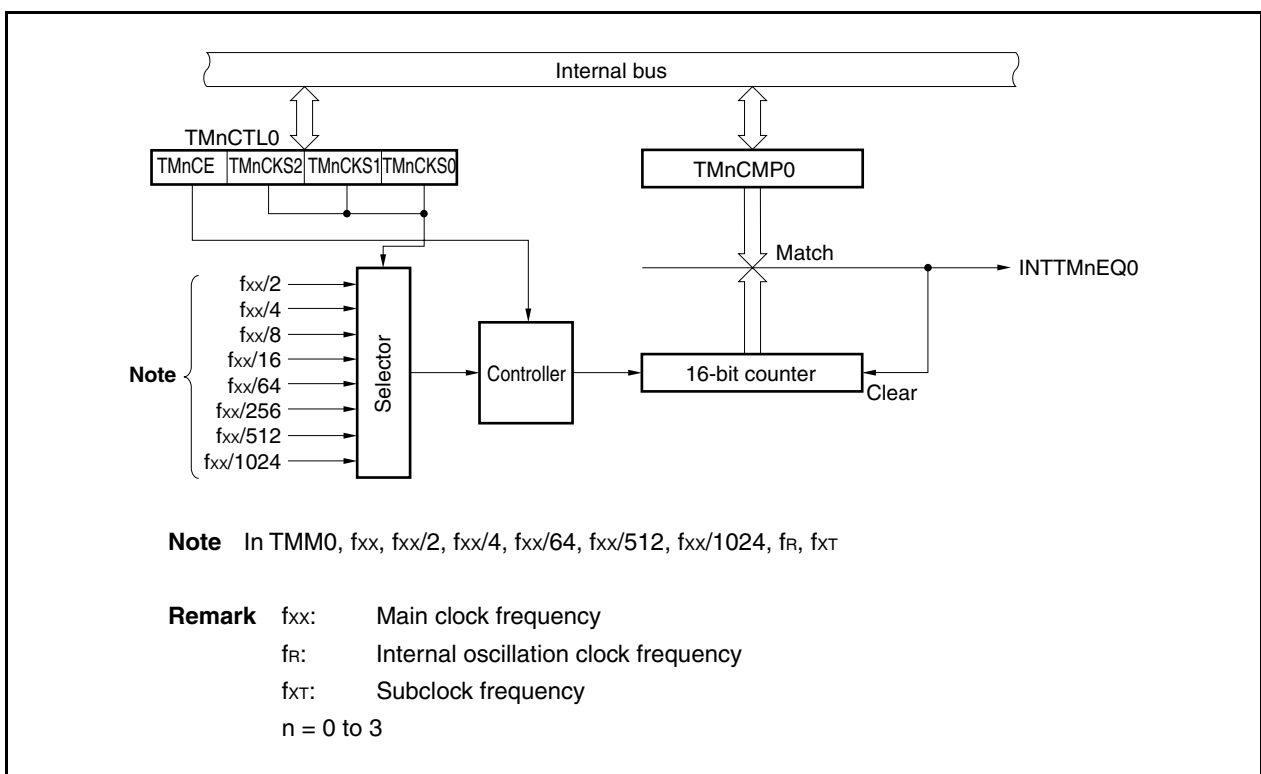 Internal bus
TMnCTL0
TMnCE TMnCKS2 TMnCKS1 TMnCKS0
TMnCMP0
Match
INTTMnEQ0
fxx/2
fxx/4
fxx/8
fxx/16
fxx/64
fxx/256
fxx/512
fxx/1024
Note
Selector
Controller
16-bit counter
Clear
Note In TMM0, fxx, fxx/2, fxx/4, fxx/64, fxx/512, fxx/1024, fR, fXT
Remark fxx: Main clock frequency
fR: Internal oscillation clock frequency
fXT: Subclock frequency
n = 0 to 3